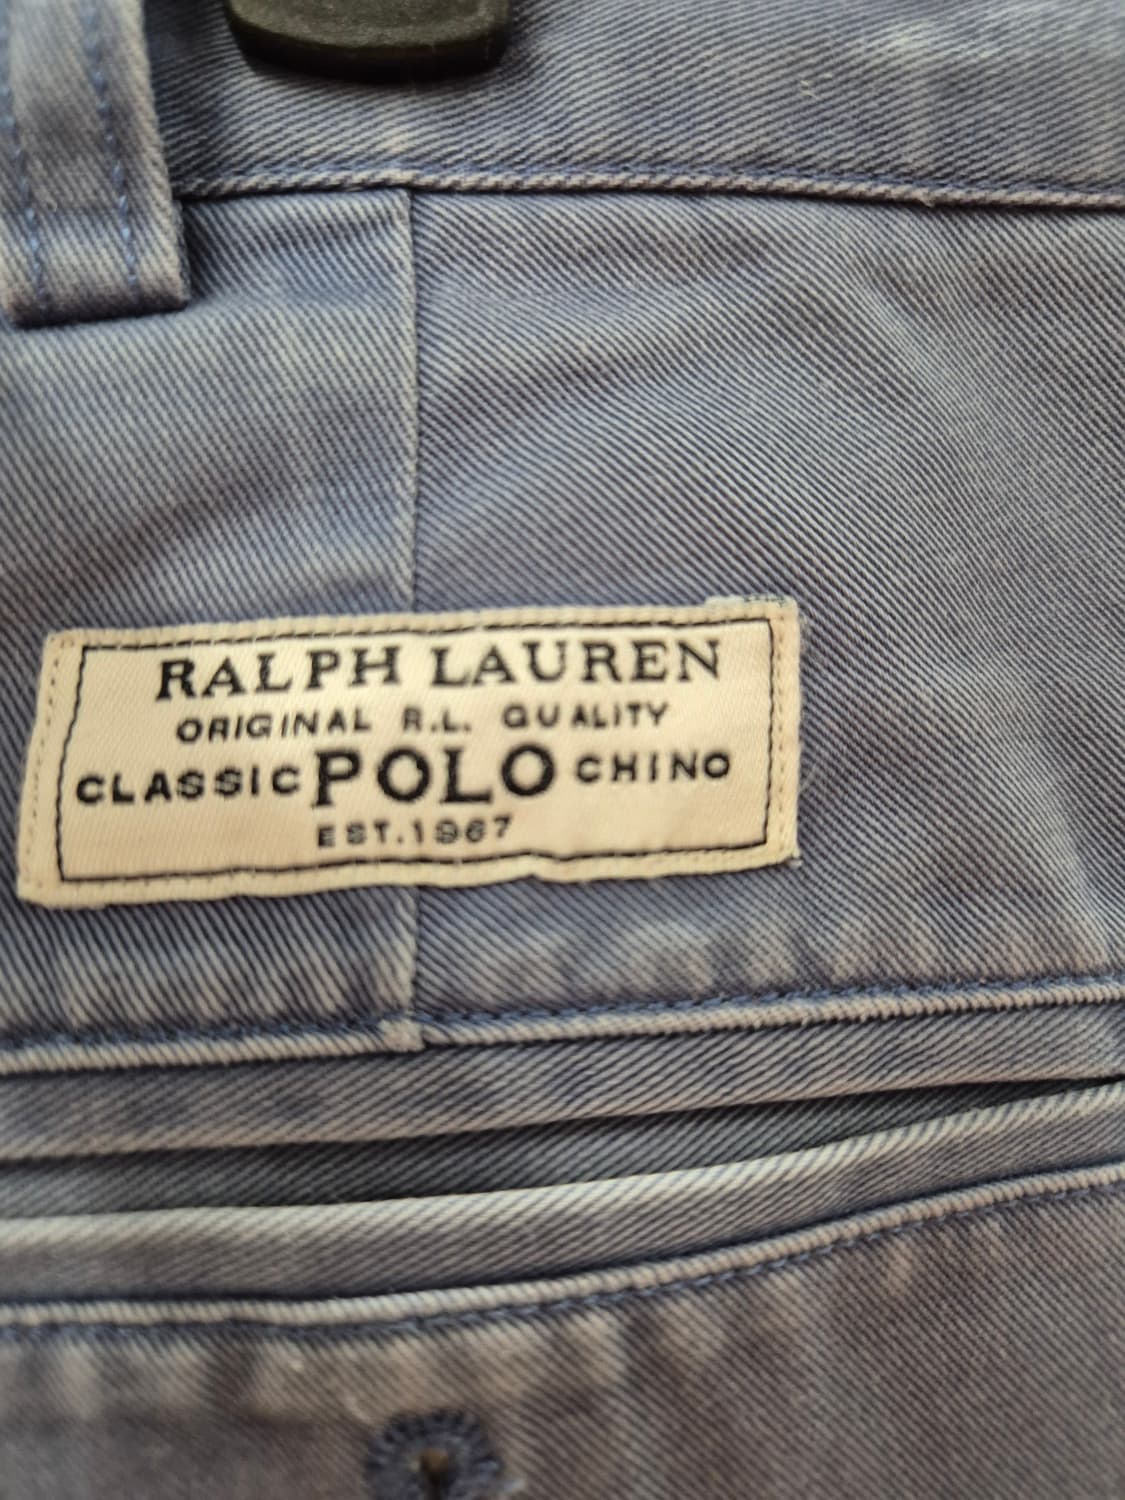 RALPH LAUREN
ORIGINAL R.L. QUALITY
CLASSIC POLO CHINO
EST.1967